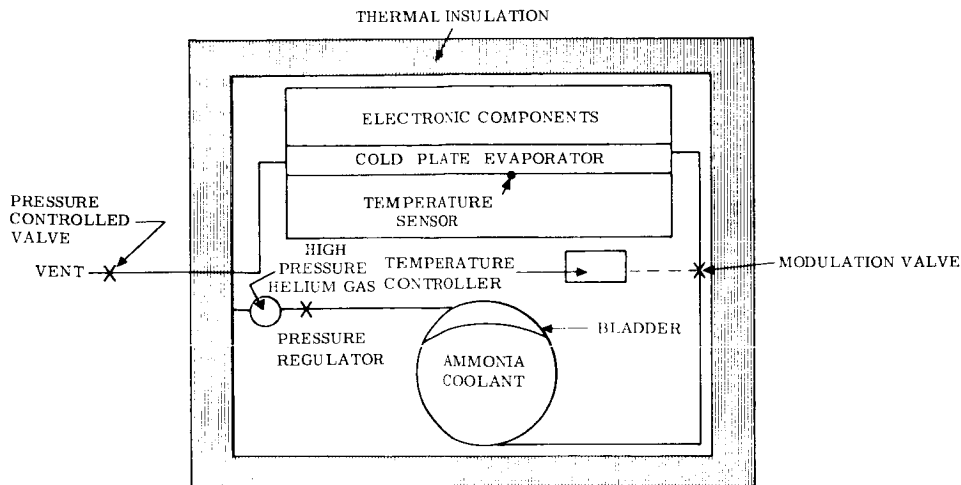 THERMAL INSULATION
ELECTRONIC COMPONENTS
COLD PLATE EVAPORATOR
TEMPERATURE
SENSOR
PRESSURE
CONTROLLED
VALVE
VENT
HIGH
PRESSURE
HELIUM GAS
TEMPERATURE
CONTROLLER
MODULATION VALVE
PRESSURE
REGULATOR
BLADDER
AMMONIA
COOLANT